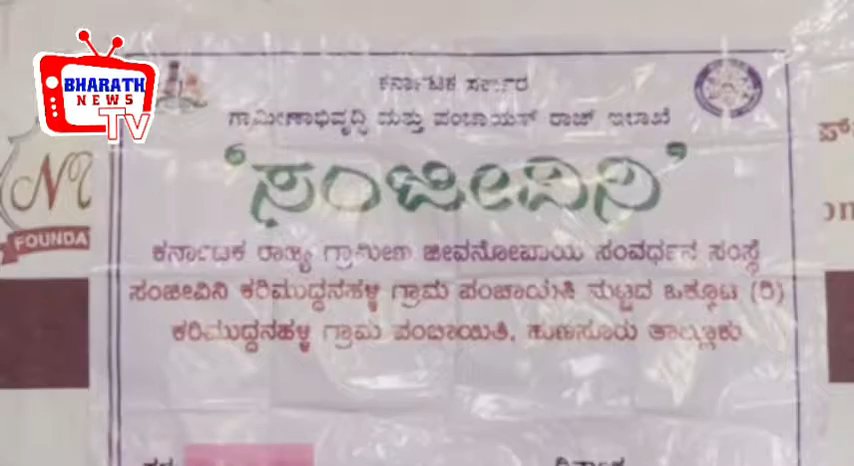 BHARATH
NEWS
TV
ಕರ್ನಾಟಕ ಸರ್ಕಾರ
ಗ್ರಾಮೀಣಾಭಿವೃದ್ಧಿ ಮತ್ತು ಪಂಚಾಯತ್ ರಾಜ್ ಇಲಾಖೆ
'ಸಂಜೀವಿನಿ'
ಕರ್ನಾಟಕ ರಾಜ್ಯ ಗ್ರಾಮೀಣ ಜೀವನೋಪಾಯ ಸಂವರ್ಧನ ಸಂಸ್ಥೆ
ಸಂಜೀವಿನಿ ಕರಿಮುದ್ದನಹಳ್ಳಿ ಗ್ರಾಮ ಪಂಚಾಯಿತಿ ಮಟ್ಟದ ಒಕ್ಕೂಟ (ರಿ)
ಕರಿಮುದ್ದನಹಳ್ಳಿ ಗ್ರಾಮ ಪಂಚಾಯಿತಿ, ಹುಣಸೂರು ತಾಲ್ಲೂಕು
FOUNDA